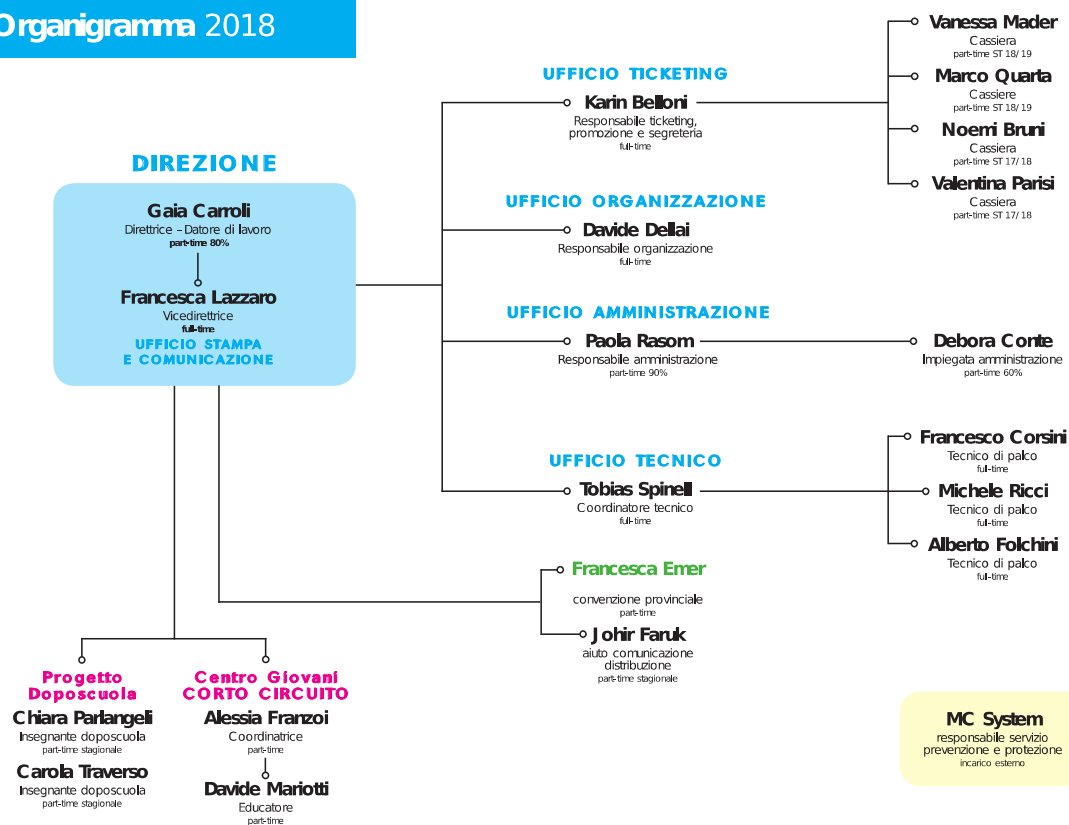 Organigramma 2018
DIREZIONE
Gaia Carroli
Direttrice – Datore di lavoro
part-time 80%
Francesca Lazzaro
Vicedirettrice
full-time
UFFICIO STAMPA
E COMUNICAZIONE
UFFICIO TICKETING
Karin Belloni
Responsabile ticketing,
promozione e segreteria
full-time
Vanessa Mader
Cassiera
part-time ST 18/19
Marco Quarta
Cassiere
part-time ST 18/19
Noemi Bruni
Cassiera
part-time ST 17/18
Valentina Parisi
Cassiera
part-time ST 17/18
UFFICIO ORGANIZZAZIONE
Davide Dellai
Responsabile organizzazione
full-time
UFFICIO AMMINISTRAZIONE
Paola Rasom
Responsabile amministrazione
part-time 90%
Debora Conte
Impiegata amministrazione
part-time 60%
UFFICIO TECNICO
Tobias Spinell
Coordinatore tecnico
full-time
Francesco Corsini
Tecnico di palco
full-time
Michele Ricci
Tecnico di palco
full-time
Alberto Folchini
Tecnico di palco
full-time
Francesca Emer
convenzione provinciale
part-time
Johir Faruk
aiuto comunicazione
distribuzione
part-time stagionale
Progetto
Doposcuola
Chiara Parlangeli
Insegnante doposcuola
part-time stagionale
Carola Traverso
Insegnante doposcuola
part-time stagionale
Centro Giovani
CORTO CIRCUITO
Alessia Franzoi
Coordinatrice
part-time
Davide Mariotti
Educatore
part-time
MC System
responsabile servizio
prevenzione e protezione
incarico esterno